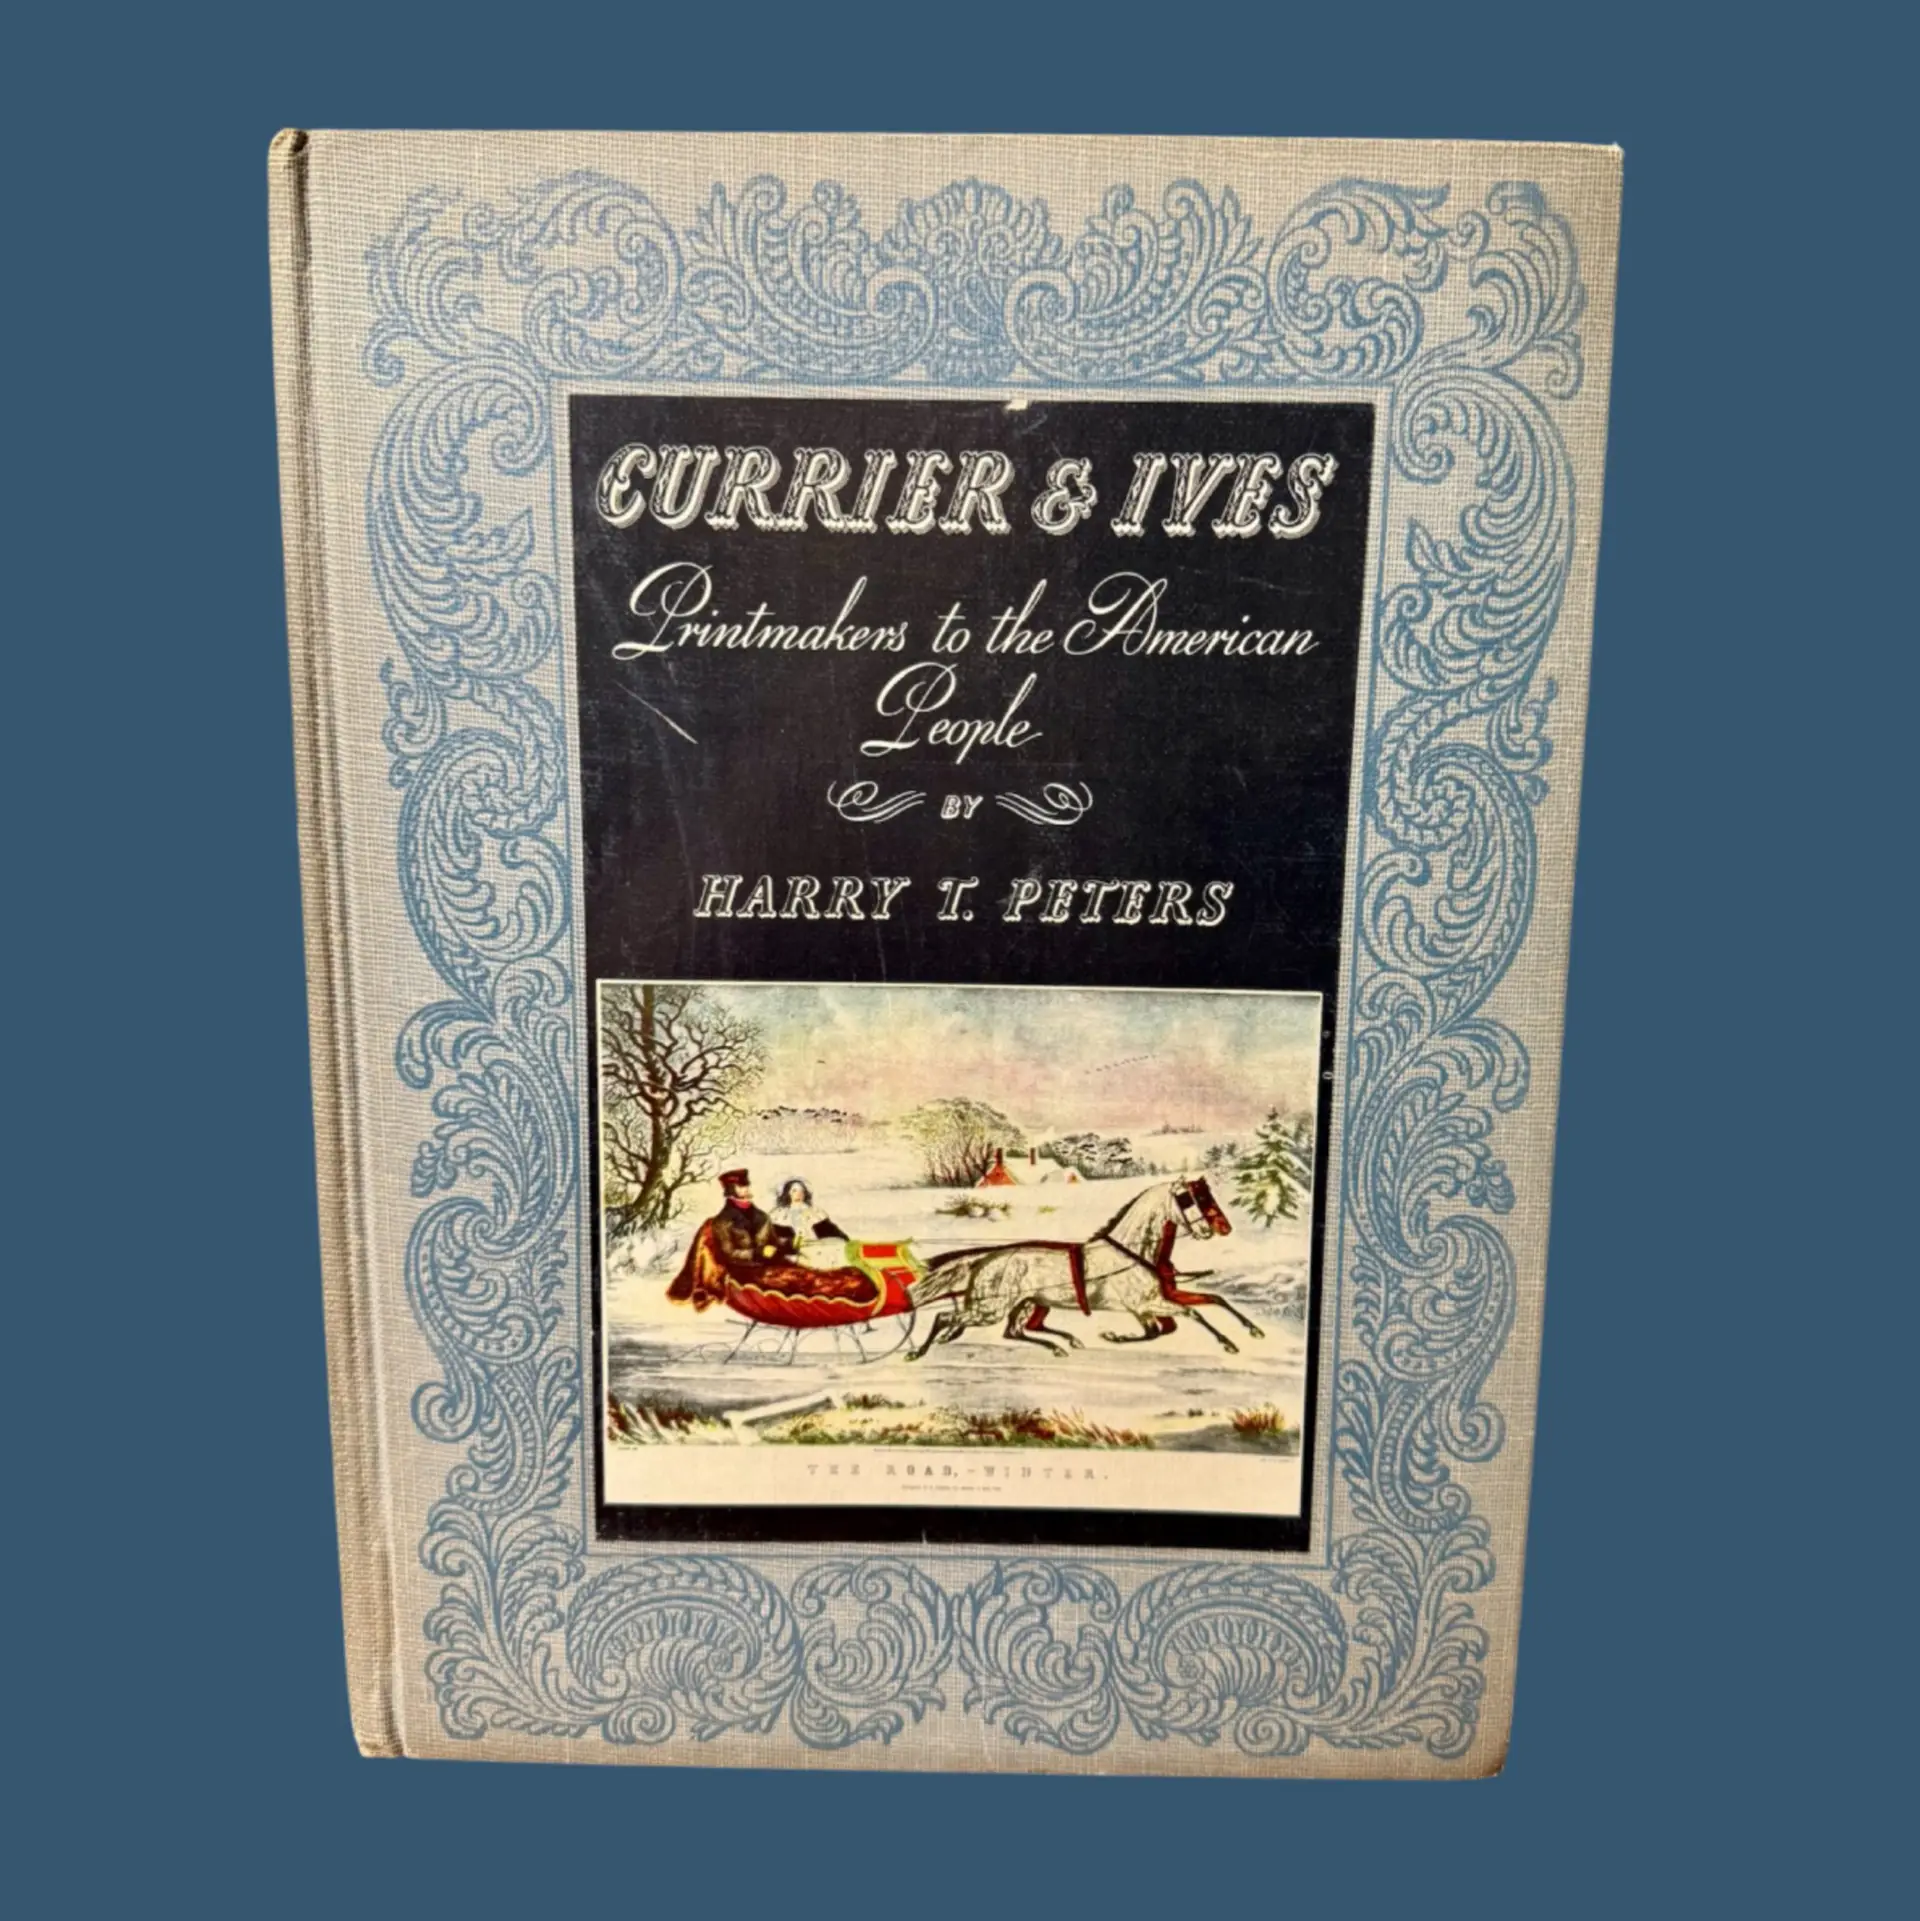 CURRIER & IVES
Printmakers to the American
People
BY
HARRY T. PETERS
THE ROAD,-WINTER.